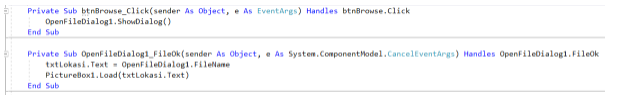 Private Sub btnBrowse_Click(sender As Object, e As EventArgs) Handles btnBrowse.Click
OpenFileDialog1.ShowDialog()
End Sub
Private Sub OpenFileDialog1_FileOk(sender As Object, e As System.ComponentModel.CancelEventArgs) Handles OpenFileDialog1.FileOk
txtLokasi.Text = OpenFileDialog1.FileName
PictureBox1.Load(txtLokasi.Text)
End Sub